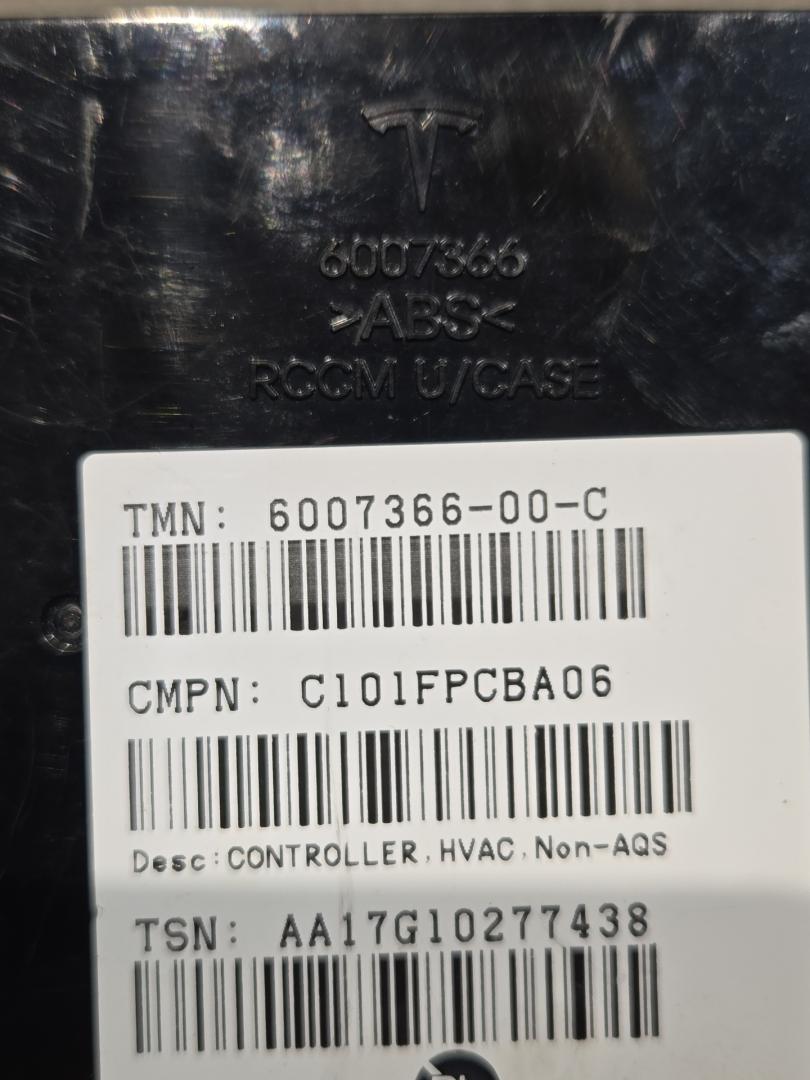 6007366
>ABS<
RCCM U/CASE
TMN: 6007366-00-C
CMPN: C101FPCBA06
Desc:CONTROLLER,HVAC,Non-AQS
TSN: AA17G10277438